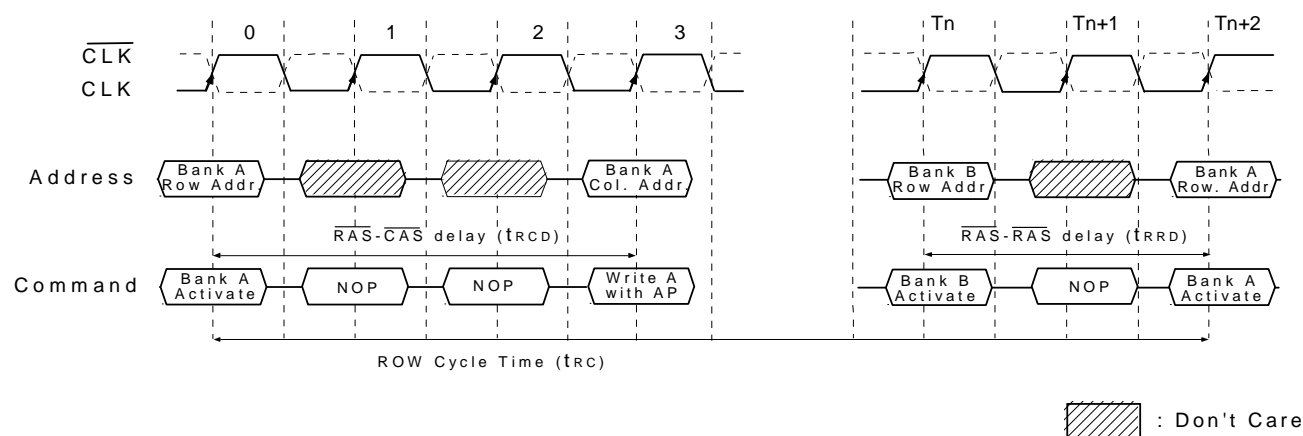 0 1 2 3 Tn Tn+1 Tn+2
CLK
CLK
Address
Bank A
Row Addr.
Bank A
Col. Addr.
Bank B
Row Addr
Bank A
Row. Addr
RAS-CAS delay (tRCD)
RAS-RAS delay (tRRD)
Command
Bank A
Activate
NOP
NOP
Write A
with AP
Bank B
Activate
NOP
Bank A
Activate
ROW Cycle Time (tRC)
: Don't Care